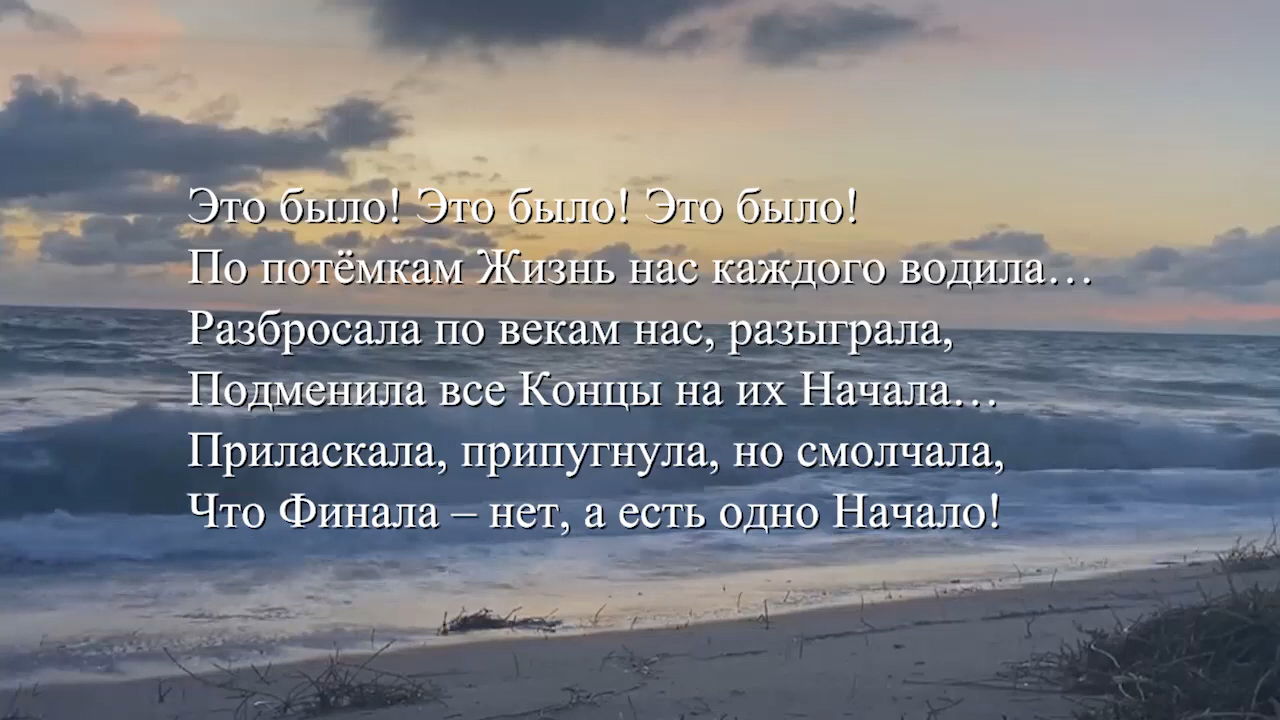 Это было! Это было! Это было!
По потёмкам Жизнь нас каждого водила…
Разбросала по векам нас, разыграла,
Подменила все Концы на их Начала…
Приласкала, припугнула, но смолчала,
Что Финала – нет, а есть одно Начало!